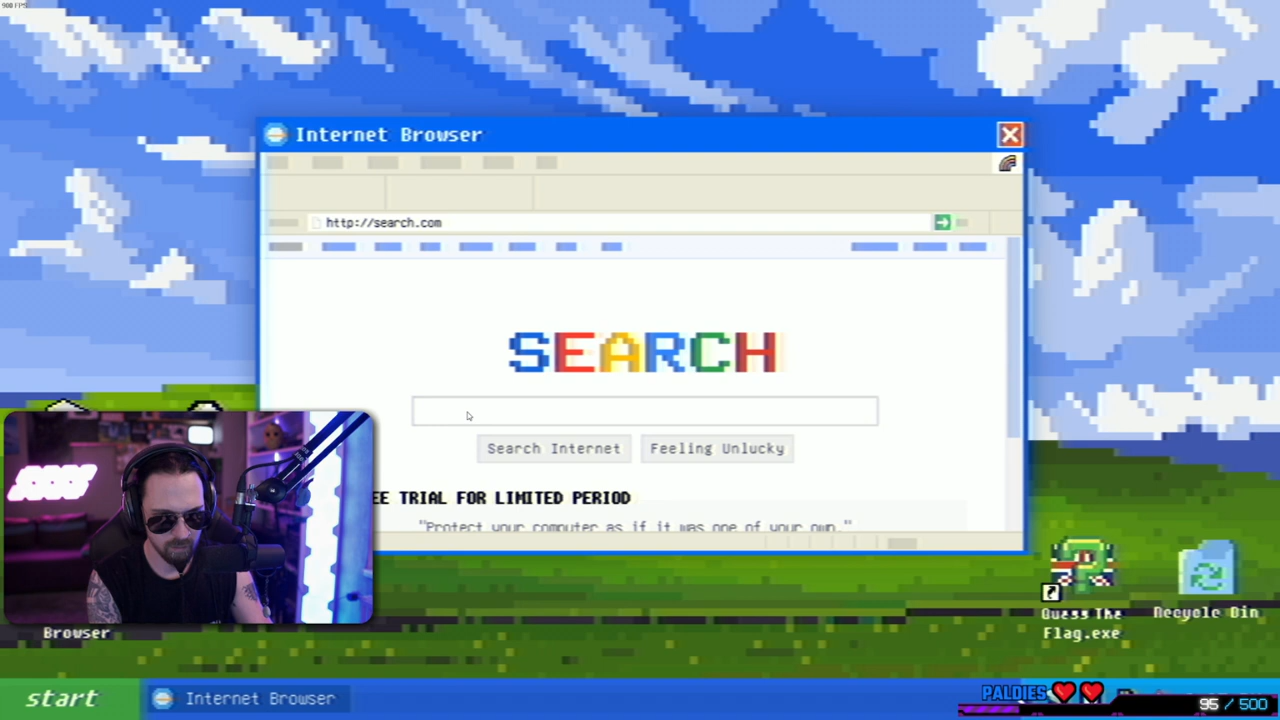 900 FPS
Internet Browser
http://search.com
SEARCH
Search Internet
Feeling Unlucky
EE TRIAL FOR LIMITED PERIOD
"Protect your computer as if it was one of your own."
Browser
Guess The
Flag.exe
Recycle Bin
start
Internet Browser
PALDIES
95 / 500